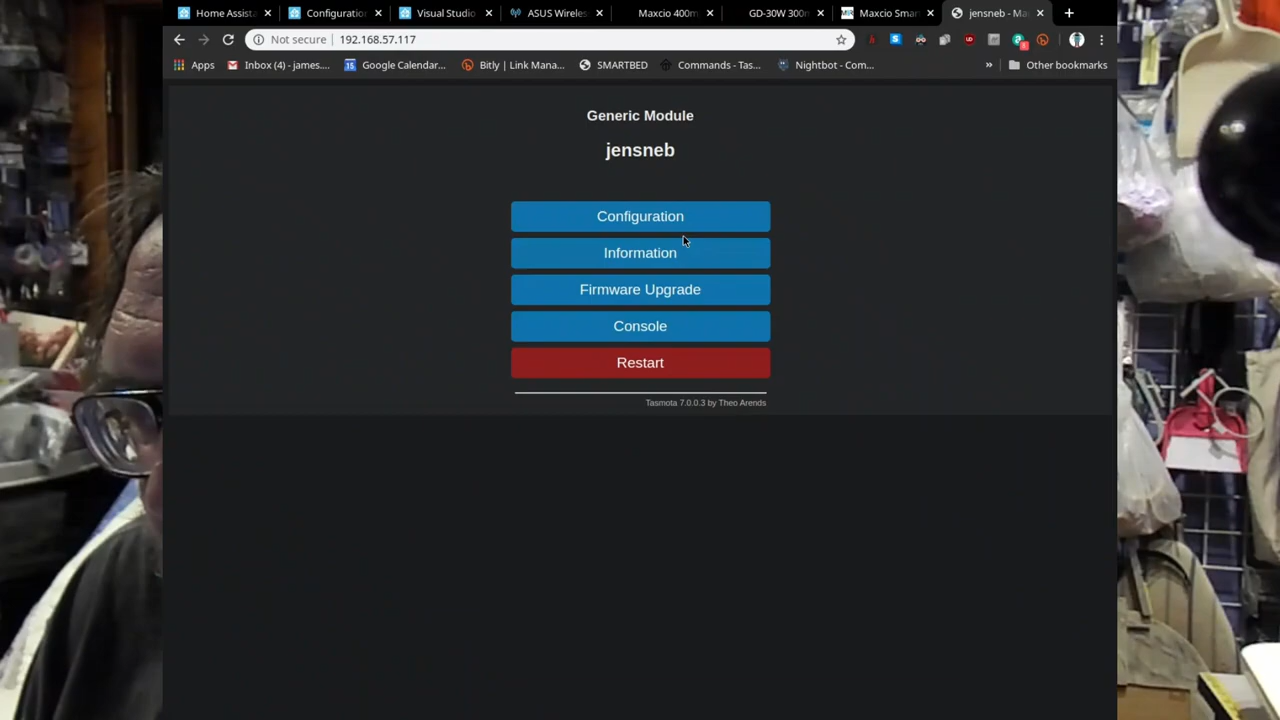 Home Assista
Configuration
Visual Studio
ASUS Wireles
Maxcio 400m
GD-30W 300m
Maxcio Smar
jensneb - Ma
Not secure
192.168.57.117
Apps
Inbox (4) - james....
Google Calendar...
Bitly | Link Mana...
SMARTBED
Commands - Tas...
Nightbot - Com...
»
Other bookmarks
Generic Module
jensneb
Configuration
Information
Firmware Upgrade
Console
Restart
Tasmota 7.0.0.3 by Theo Arends